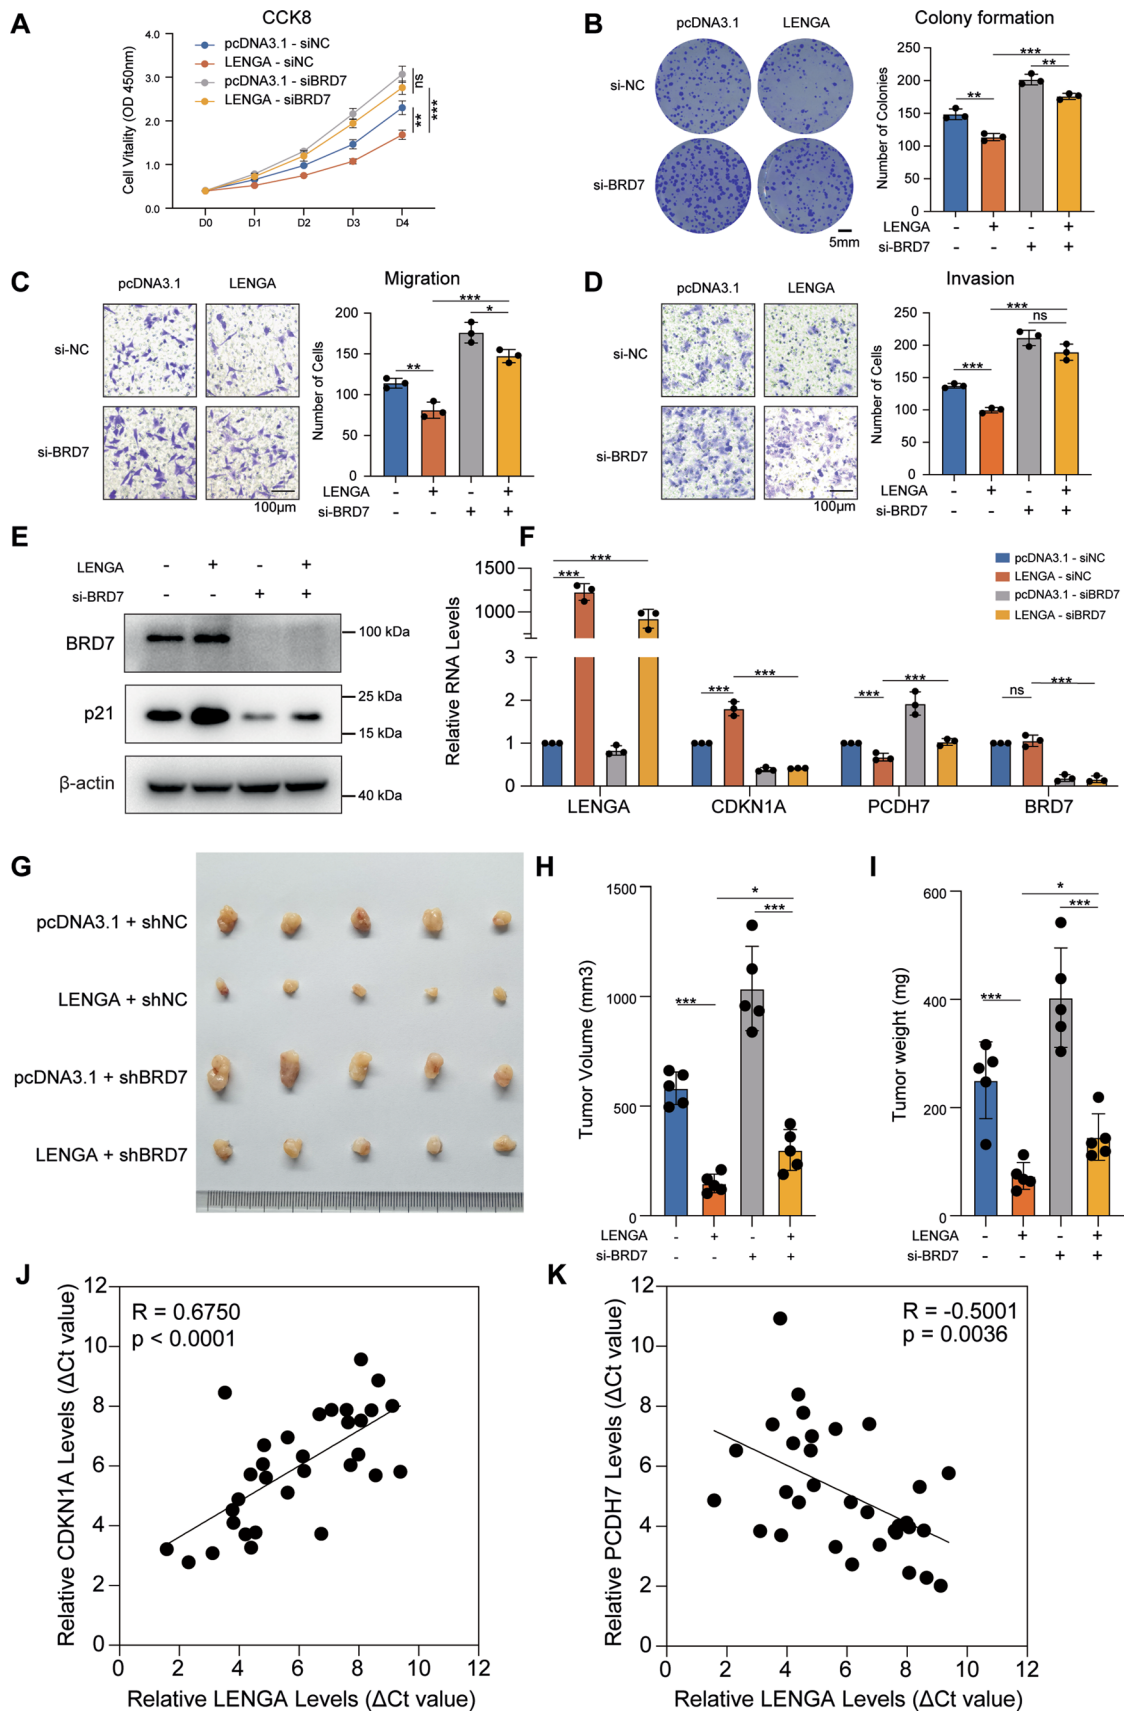 A
CCK8
Cell Vitality (OD 450nm)
4.0
3.0
2.0
1.0
0.0
D0 D1 D2 D3 D4
pcDNA3.1 - siNC
LENGA - siNC
pcDNA3.1 - siBRD7
LENGA - siBRD7
ns
**
***
B
pcDNA3.1 LENGA
si-NC
si-BRD7
5mm
Colony formation
Number of Colonies
250
200
150
100
50
0
**
***
**
LENGA - + - +
si-BRD7 - - + +
C
pcDNA3.1 LENGA
si-NC
si-BRD7
100μm
Migration
Number of Cells
200
150
100
50
0
**
***
*
LENGA - + - +
si-BRD7 - - + +
D
pcDNA3.1 LENGA
si-NC
si-BRD7
100μm
Invasion
Number of Cells
250
200
150
100
50
0
***
***
ns
LENGA - + - +
si-BRD7 - - + +
E
LENGA - + - +
si-BRD7 - - + +
BRD7
100 kDa
p21
25 kDa
15 kDa
β-actin
40 kDa
F
Relative RNA Levels
1500
1000
3
2
1
0
***
***
***
***
***
***
ns
***
LENGA CDKN1A PCDH7 BRD7
pcDNA3.1 - siNC
LENGA - siNC
pcDNA3.1 - siBRD7
LENGA - siBRD7
G
pcDNA3.1 + shNC
LENGA + shNC
pcDNA3.1 + shBRD7
LENGA + shBRD7
H
Tumor Volume (mm3)
1500
1000
500
0
***
*
***
LENGA - + - +
si-BRD7 - - + +
I
Tumor weight (mg)
600
400
200
0
***
*
***
LENGA - + - +
si-BRD7 - - + +
J
Relative CDKN1A Levels (ΔCt value)
12
10
8
6
4
2
0
R = 0.6750
p < 0.0001
0 2 4 6 8 10 12
Relative LENGA Levels (ΔCt value)
K
Relative PCDH7 Levels (ΔCt value)
12
10
8
6
4
2
0
R = -0.5001
p = 0.0036
0 2 4 6 8 10 12
Relative LENGA Levels (ΔCt value)